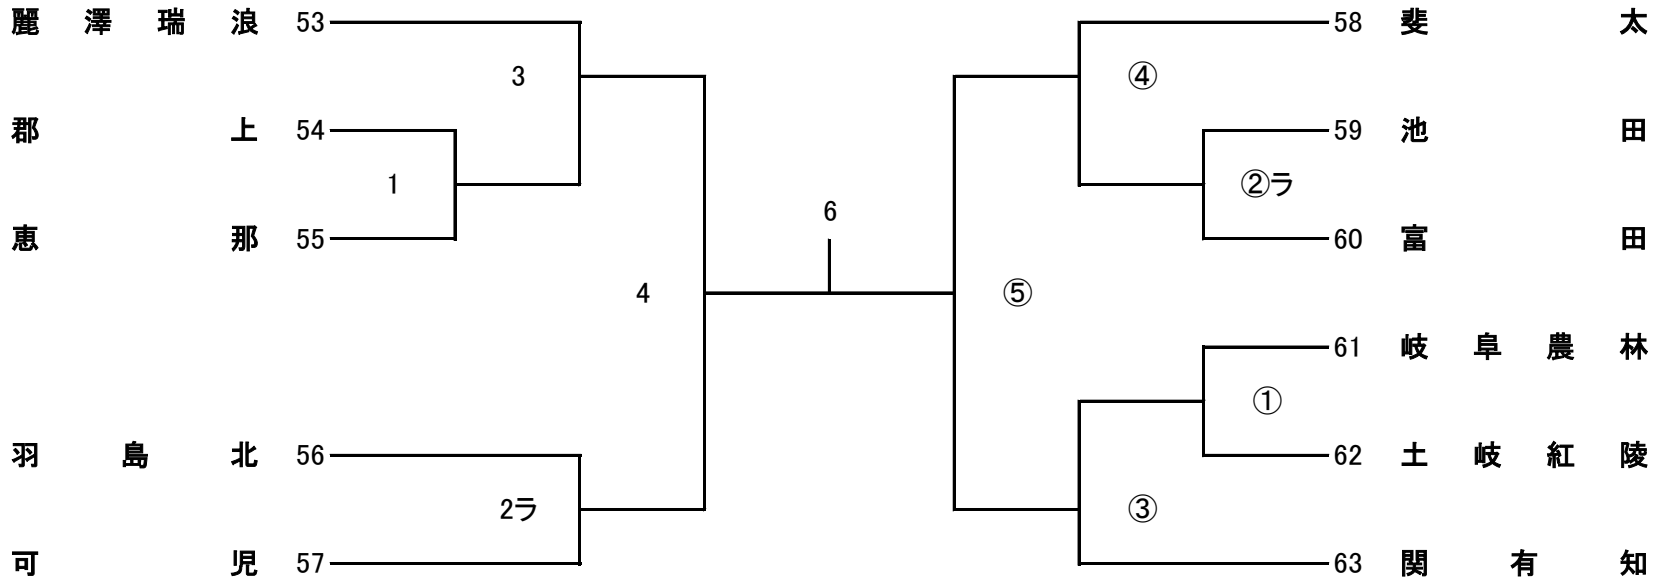 麗澤瑞浪 53
3
郡上 54
1
恵那 55
4
羽島北 56
2ラ
可児 57
6
58 斐太
④
59 池田
②ラ
60 富田
⑤
61 岐阜農林
①
62 土岐紅陵
③
63 関有知